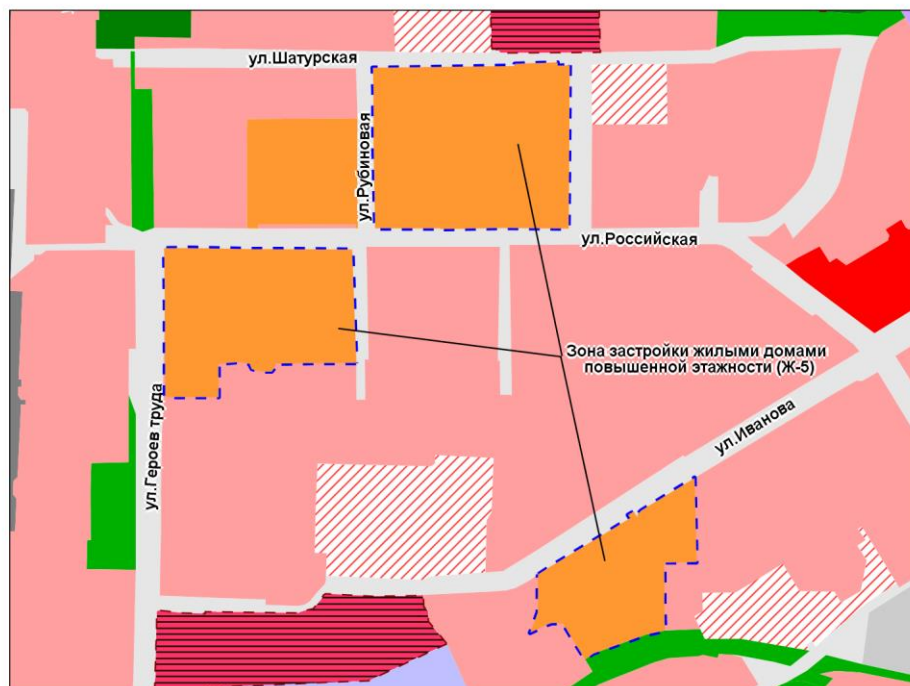 ул.Шатурская
ул.Рубиновая
ул.Российская
Зона застройки жилыми домами
повышенной этажности (Ж-5)
ул.Героев труда
ул.Иванова